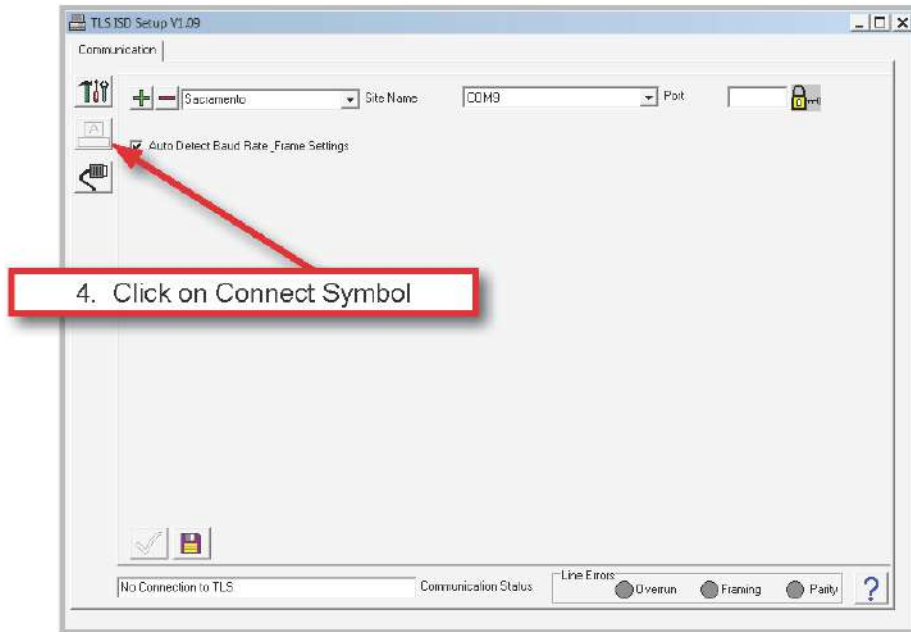 TLS ISD Setup V1.09
Communication
Sacramento
Site Name
COM9
Port
A
Auto Detect Baud Rate_Frame Settings
4. Click on Connect Symbol
No Connection to TLS
Communication Status
Line Errors
Overrun
Framing
Parity
?